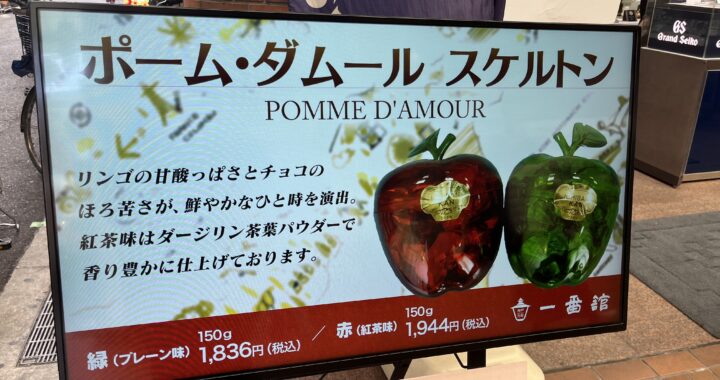 ポーム・ダムール スケルトン
POMME D'AMOUR
リンゴの甘酸っぱさとチョコの
ほろ苦さが、鮮やかなひと時を演出。
紅茶味はダージリン茶葉パウダーで
香り豊かに仕上げております。
緑(プレーン味) 150g 1,836円(税込) / 赤(紅茶味) 150g 1,944円(税込)
一番舘
GS
Grand Seiko